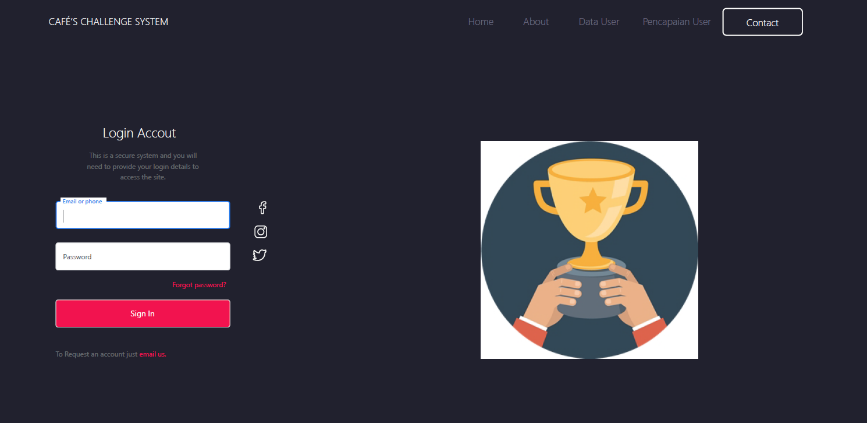 CAFÉ'S CHALLENGE SYSTEM
Home
About
Data User
Pencapaian User
Contact
Login Accout
This is a secure system and you will
need to provide your login details to
access the site.
Email or phone
Password
Forgot password?
Sign In
To Request an account just email us.